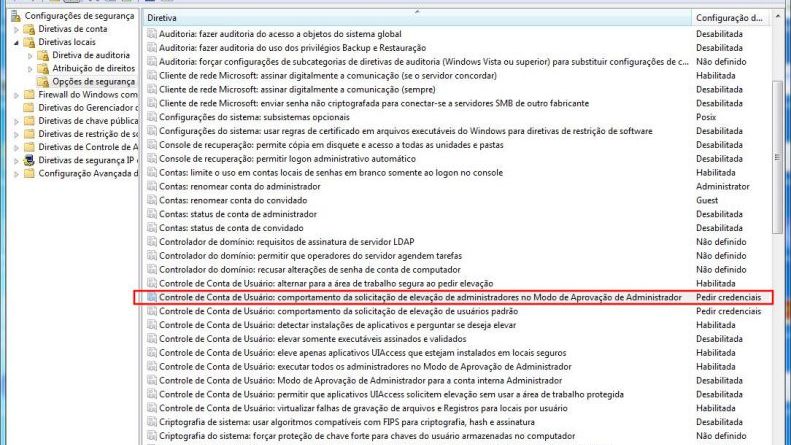 Configurações de segurança
Diretivas de conta
Diretivas locais
Diretiva de auditoria
Atribuição de direitos
Opções de segurança
Firewall do Windows com
Diretivas do Gerenciador d
Diretivas de chave pública
Diretivas de restrição de so
Diretivas de Controle de A
Diretivas de segurança IP
Configuração Avançada d
Diretiva Configuração d...
Auditoria: fazer auditoria do acesso a objetos do sistema global Desabilitada
Auditoria: fazer auditoria do uso dos privilégios Backup e Restauração Desabilitada
Auditoria: forçar configurações de subcategorias de diretivas de auditoria (Windows Vista ou superior) para substituir configurações de c... Não definido
Cliente de rede Microsoft: assinar digitalmente a comunicação (se o servidor concordar) Habilitada
Cliente de rede Microsoft: assinar digitalmente a comunicação (sempre) Desabilitada
Cliente de rede Microsoft: enviar senha não criptografada para conectar-se a servidores SMB de outro fabricante Desabilitada
Configurações do sistema: subsistemas opcionais Posix
Configurações do sistema: usar regras de certificado em arquivos executáveis do Windows para diretivas de restrição de software Desabilitada
Console de recuperação: permite cópia em disquete e acesso a todas as unidades e pastas Desabilitada
Console de recuperação: permitir logon administrativo automático Desabilitada
Contas: limite o uso em contas locais de senhas em branco somente ao logon no console Habilitada
Contas: renomear conta do administrador Administrator
Contas: renomear conta do convidado Guest
Contas: status de conta de administrador Desabilitada
Contas: status de conta de convidado Desabilitada
Controlador de domínio: requisitos de assinatura de servidor LDAP Não definido
Controlador do domínio: permitir que operadores do servidor agendem tarefas Não definido
Controlador do domínio: recusar alterações de senha de conta de computador Não definido
Controle de Conta de Usuário: alternar para a área de trabalho segura ao pedir elevação Habilitada
Controle de Conta de Usuário: comportamento da solicitação de elevação de administradores no Modo de Aprovação de Administrador Pedir credenciais
Controle de Conta de Usuário: comportamento da solicitação de elevação de usuários padrão Pedir credenciais
Controle de Conta de Usuário: detectar instalações de aplicativos e perguntar se deseja elevar Habilitada
Controle de Conta de Usuário: elevar somente executáveis assinados e validados Desabilitada
Controle de Conta de Usuário: eleve apenas aplicativos UIAccess que estejam instalados em locais seguros Habilitada
Controle de Conta de Usuário: executar todos os administradores no Modo de Aprovação de Administrador Habilitada
Controle de Conta de Usuário: Modo de Aprovação de Administrador para a conta interna Administrador Desabilitada
Controle de Conta de Usuário: permitir que aplicativos UIAccess solicitem elevação sem usar a área de trabalho protegida Desabilitada
Controle de Conta de Usuário: virtualizar falhas de gravação de arquivos e Registros para locais por usuário Habilitada
Criptografia de sistema: usar algoritmos compatíveis com FIPS para criptografia, hash e assinatura Desabilitada
Criptografia do sistema: forçar proteção de chave forte para chaves do usuário armazenadas no computador Não definido